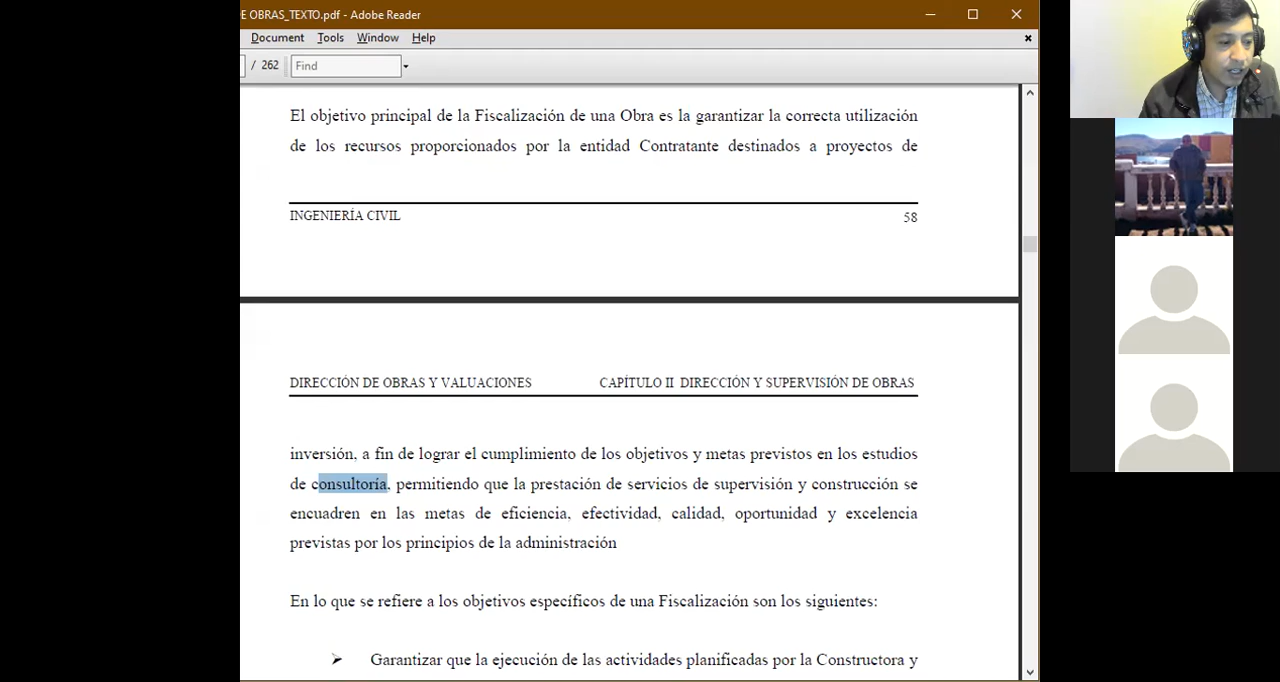 E OBRAS_TEXTO.pdf - Adobe Reader
Document Tools Window Help
/ 262 Find
El objetivo principal de la Fiscalización de una Obra es la garantizar la correcta utilización
de los recursos proporcionados por la entidad Contratante destinados a proyectos de
INGENIERÍA CIVIL 58
DIRECCIÓN DE OBRAS Y VALUACIONES CAPÍTULO II DIRECCIÓN Y SUPERVISIÓN DE OBRAS
inversión, a fin de lograr el cumplimiento de los objetivos y metas previstos en los estudios
de consultoría, permitiendo que la prestación de servicios de supervisión y construcción se
encuadren en las metas de eficiencia, efectividad, calidad, oportunidad y excelencia
previstas por los principios de la administración
En lo que se refiere a los objetivos específicos de una Fiscalización son los siguientes:
➢ Garantizar que la ejecución de las actividades planificadas por la Constructora y